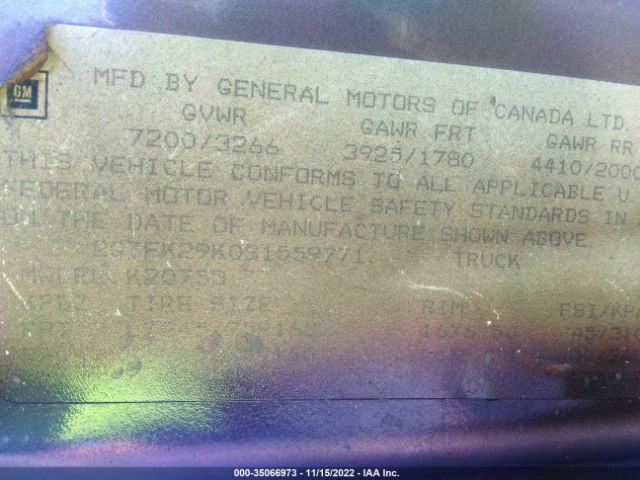 GM
MFD BY GENERAL MOTORS OF CANADA LTD.
GVWR GAWR FRT GAWR RR
7200/3266 3925/1780 4410/2000
THIS VEHICLE CONFORMS TO ALL APPLICABLE U
FEDERAL MOTOR VEHICLE SAFETY STANDARDS IN
ON THE DATE OF MANUFACTURE SHOWN ABOVE
2GTFK29K0S1559771 TRUCK
MODEL: K20753
TIRE SIZE RIM PSI/KPA
000-35066973 - 11/15/2022 - IAA Inc.